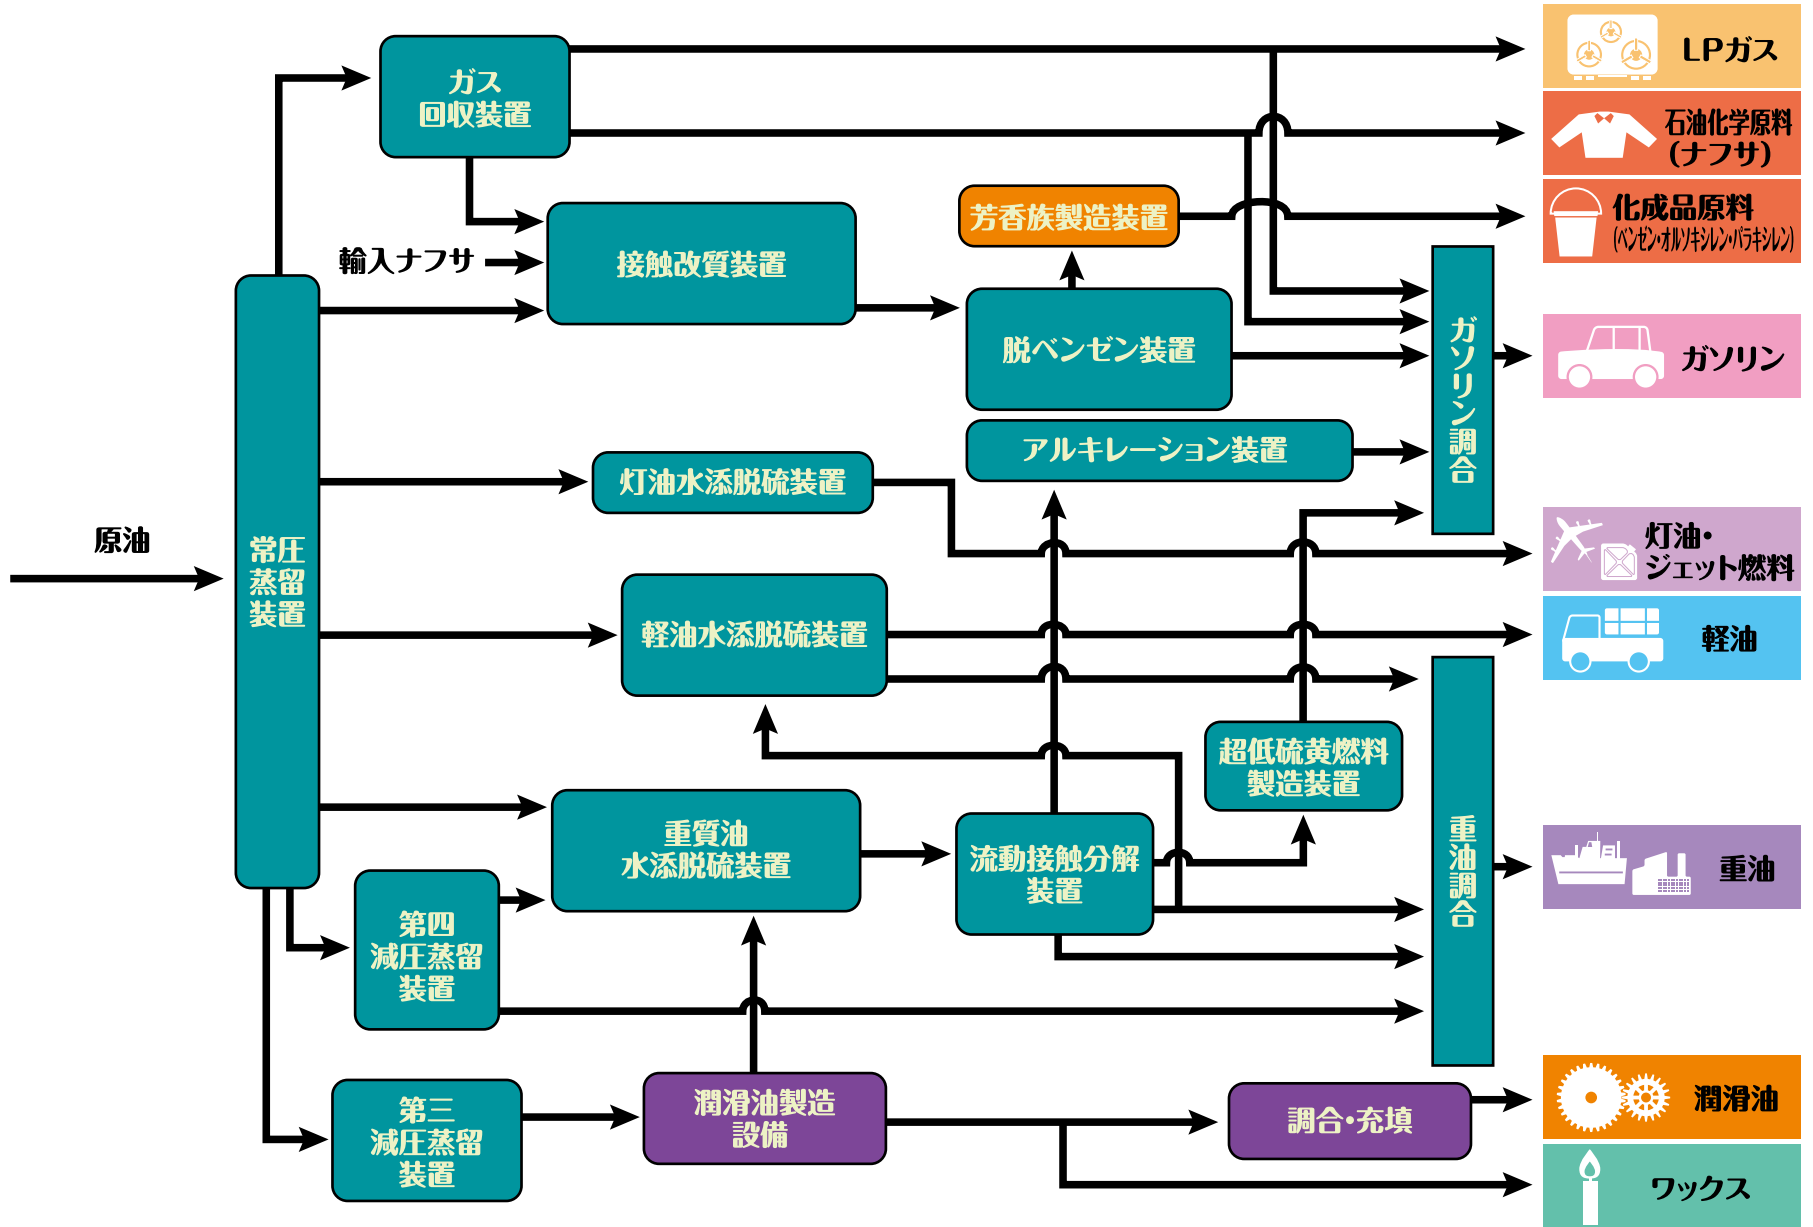 LPガス
ガス
回収装置
石油化学原料
(ナフサ)
化成品原料
(ベンゼン・オルソキシレン・パラキシレン)
芳香族製造装置
輸入ナフサ
接触改質装置
脱ベンゼン装置
ガソリン調合
ガソリン
アルキレーション装置
灯油水添脱硫装置
灯油・
ジェット燃料
原油
常圧
蒸留
装置
軽油水添脱硫装置
軽油
超低硫黄燃料
製造装置
重質油
水添脱硫装置
流動接触分解
装置
重油調合
重油
第四
減圧蒸留
装置
第三
減圧蒸留
装置
潤滑油製造
設備
調合・充填
潤滑油
ワックス